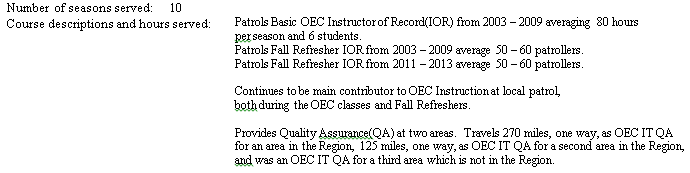 Number of seasons served: 10
Course descriptions and hours served: Patrols Basic OEC Instructor of Record(IOR) from 2003 – 2009 averaging 80 hours
per season and 6 students.
Patrols Fall Refresher IOR from 2003 – 2009 average 50 – 60 patrollers.
Patrols Fall Refresher IOR from 2011 – 2013 average 50 – 60 patrollers.
Continues to be main contributor to OEC Instruction at local patrol,
both during the OEC classes and Fall Refreshers.
Provides Quality Assurance(QA) at two areas. Travels 270 miles, one way, as OEC IT QA
for an area in the Region, 125 miles, one way, as OEC IT QA for a second area in the Region,
and was an OEC IT QA for a third area which is not in the Region.